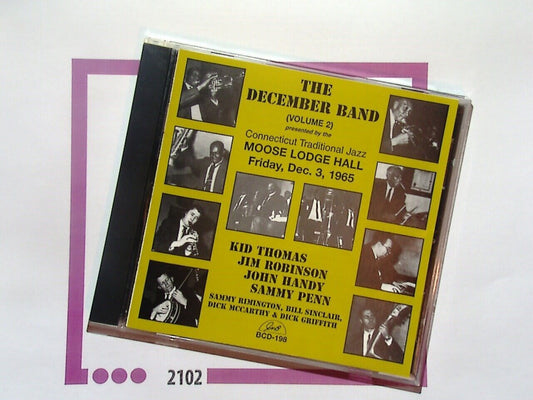 THE
DECEMBER BAND
(VOLUME 2)
presented by the
Connecticut Traditional Jazz
MOOSE LODGE HALL
Friday, Dec. 3, 1965
KID THOMAS
JIM ROBINSON
JOHN HANDY
SAMMY PENN
SAMMY RIMINGTON, BILL SINCLAIR,
DICK MCCARTHY & DICK GRIFFITH
BCD-198
2102